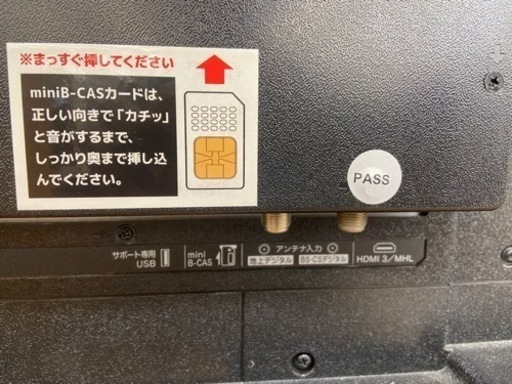 ※まっすぐ挿してください
miniB-CASカードは、
正しい向きで「カチッ」
と音がするまで、
しっかり奥まで挿し込
んでください。
PASS
サポート専用
USB
mini
B-CAS
アンテナ入力
地上デジタル
BS・CSデジタル
HDMI 3/MHL